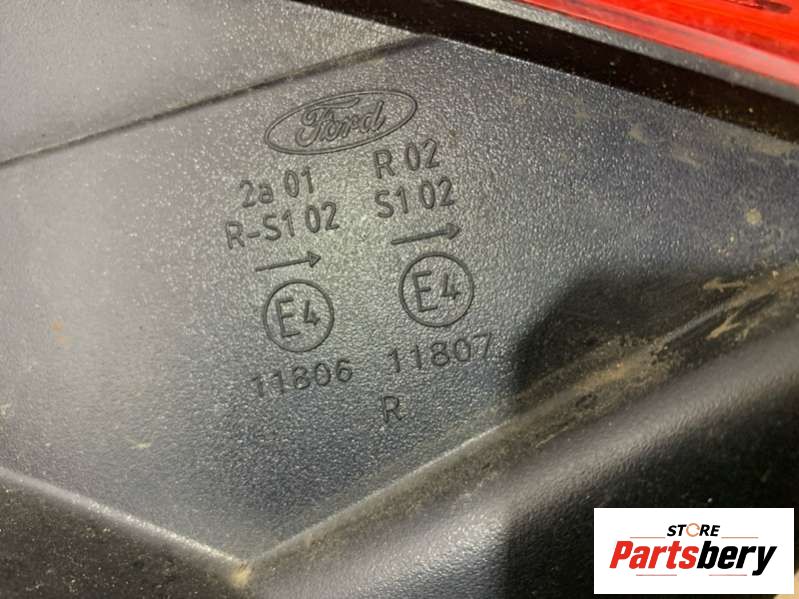 Ford
2a 01 R 02
R-S1 02 S1 02
E4 E4
11806 11807
R
STORE
Partsbery